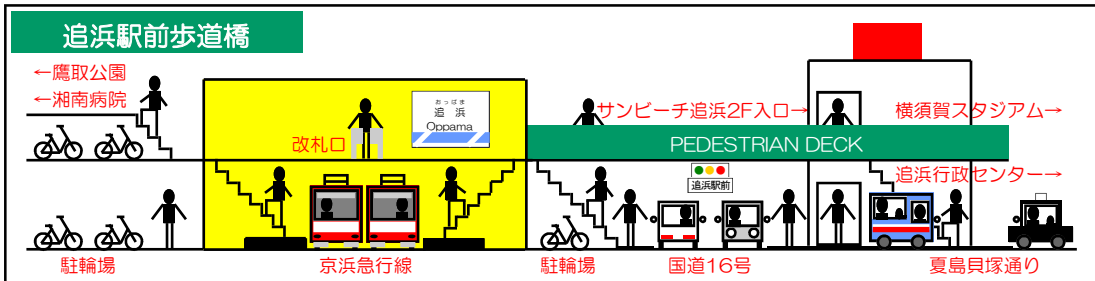 追浜駅前歩道橋
←鷹取公園
←湘南病院
改札口
おっぱま
追 浜
Oppama
サンビーチ追浜2F入口→
横須賀スタジアム→
PEDESTRIAN DECK
追浜駅前
追浜行政センター→
駐輪場
京浜急行線
駐輪場
国道16号
夏島貝塚通り